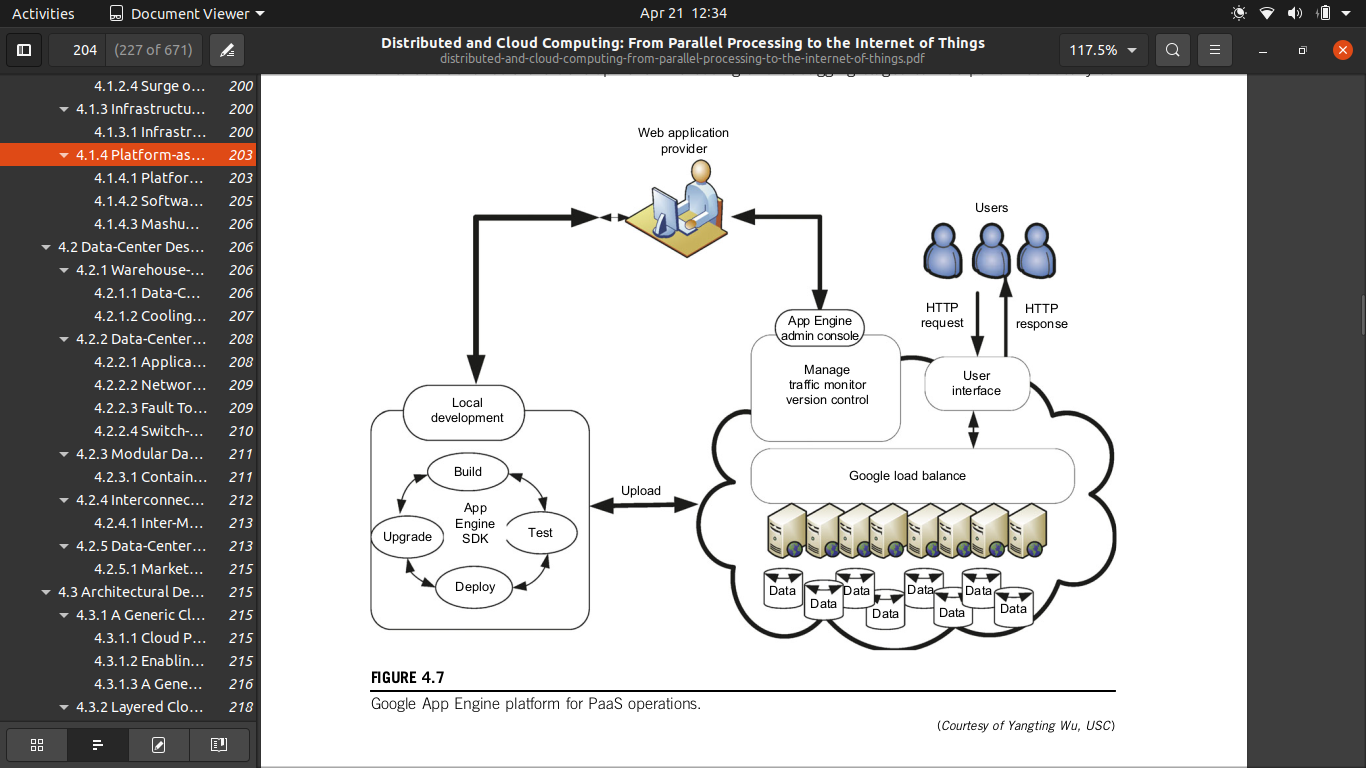 Activities
Document Viewer
Apr 21 12:34
204
(227 of 671)
Distributed and Cloud Computing: From Parallel Processing to the Internet of Things
distributed-and-cloud-computing-from-parallel-processing-to-the-internet-of-things.pdf
117.5%
4.1.2.4 Surge o... 200
4.1.3 Infrastructu... 200
4.1.3.1 Infrastr... 200
4.1.4 Platform-as... 203
4.1.4.1 Platfor... 203
4.1.4.2 Softwa... 205
4.1.4.3 Mashu... 206
4.2 Data-Center Des... 206
4.2.1 Warehouse-... 206
4.2.1.1 Data-C... 206
4.2.1.2 Cooling... 207
4.2.2 Data-Center... 208
4.2.2.1 Applica... 208
4.2.2.2 Networ... 209
4.2.2.3 Fault To... 209
4.2.2.4 Switch-... 210
4.2.3 Modular Da... 211
4.2.3.1 Contain... 211
4.2.4 Interconnec... 212
4.2.4.1 Inter-M... 213
4.2.5 Data-Center... 213
4.2.5.1 Market... 215
4.3 Architectural De... 215
4.3.1 A Generic Cl... 215
4.3.1.1 Cloud P... 215
4.3.1.2 Enablin... 215
4.3.1.3 A Gene... 216
4.3.2 Layered Clo... 218
Web application
provider
Users
HTTP
request
HTTP
response
App Engine
admin console
Manage
traffic monitor
version control
User
interface
Local
development
Build
App
Engine
SDK
Upgrade
Test
Deploy
Upload
Google load balance
Data
Data
Data
Data
Data
Data
Data
Data
FIGURE 4.7
Google App Engine platform for PaaS operations.
(Courtesy of Yangting Wu, USC)